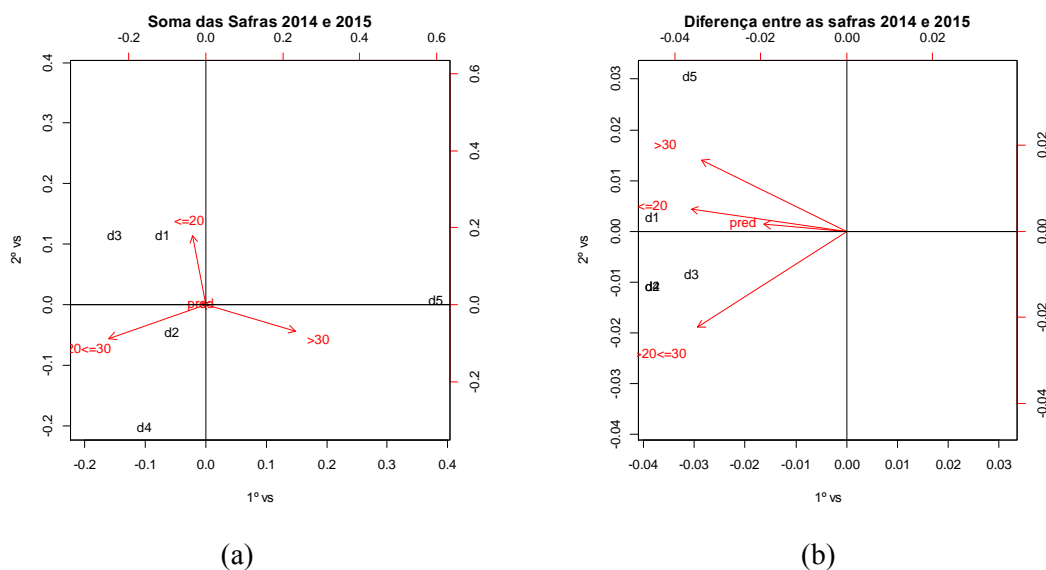 Soma das Safras 2014 e 2015
-0.2 0.0 0.2 0.4 0.6
0.4
0.3
0.2
0.1
0.0
-0.1
-0.2
2º vs
0.6
0.4
0.2
0.0
-0.2
<=20
d3
d1
pred
d5
d2
>30
20<=30
d4
-0.2 -0.1 0.0 0.1 0.2 0.3 0.4
1º vs
(a)
Diferença entre as safras 2014 e 2015
-0.04 -0.02 0.00 0.02
0.03
0.02
0.01
0.00
-0.01
-0.02
-0.03
-0.04
2º vs
0.02
0.00
-0.02
-0.04
d5
>30
<=20
d1
pred
d3
>20<=30
-0.04 -0.03 -0.02 -0.01 0.00 0.01 0.02 0.03
1º vs
(b)